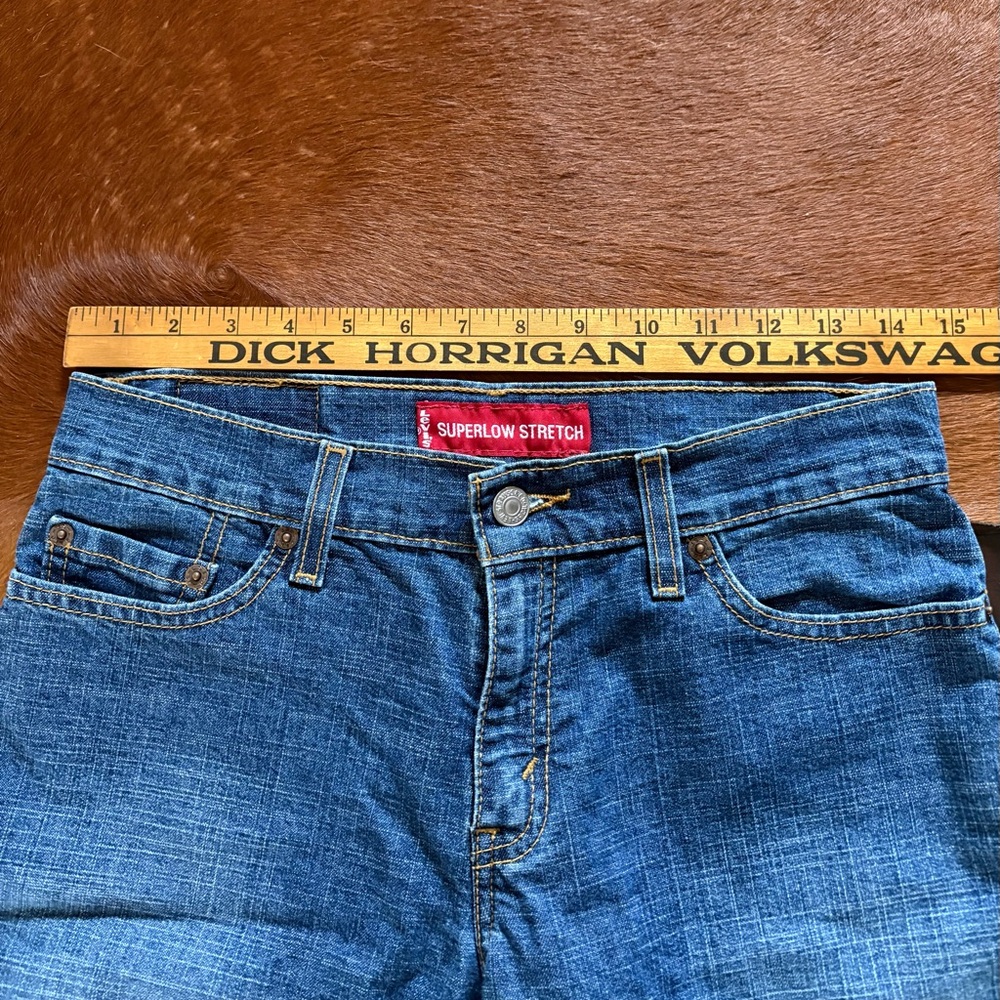 1 2 3 4 5 6 7 8 9 10 11 12 13 14 15
DICK HORRIGAN VOLKSWAG
LEVI'S SUPERLOW STRETCH